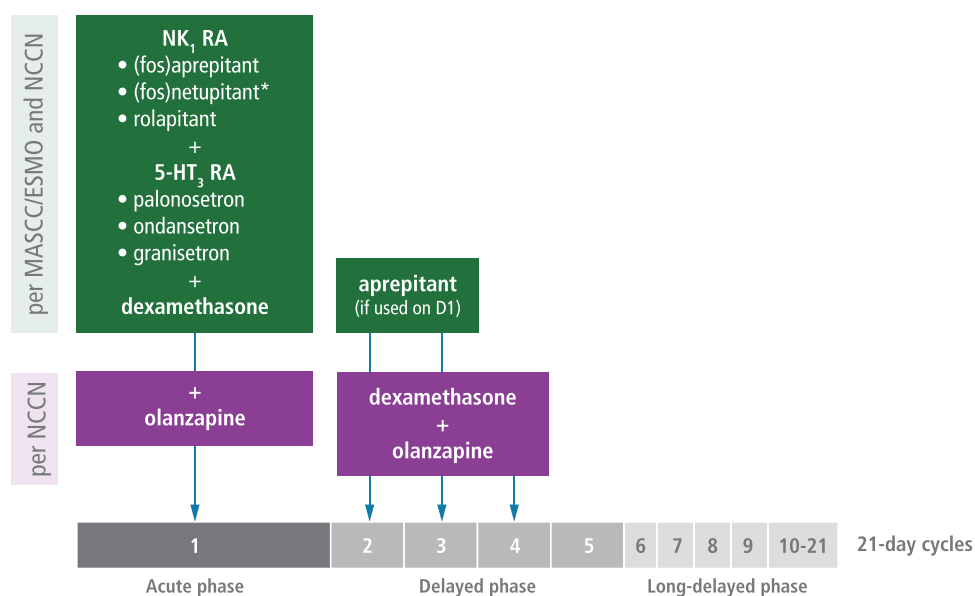 per MASCC/ESMO and NCCN
NK₁ RA
• (fos)aprepitant
• (fos)netupitant*
• rolapitant
+
5-HT₃ RA
• palonosetron
• ondansetron
• granisetron
+
dexamethasone
aprepitant
(if used on D1)
per NCCN
+
olanzapine
dexamethasone
+
olanzapine
1 2 3 4 5 6 7 8 9 10-21 21-day cycles
Acute phase Delayed phase Long-delayed phase